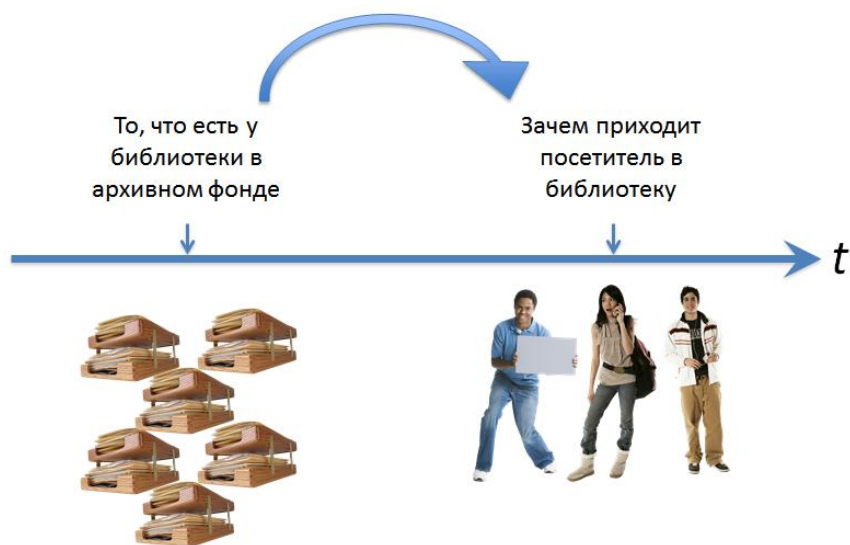 То, что есть у
библиотеки в
архивном фонде
Зачем приходит
посетитель в
библиотеку
t